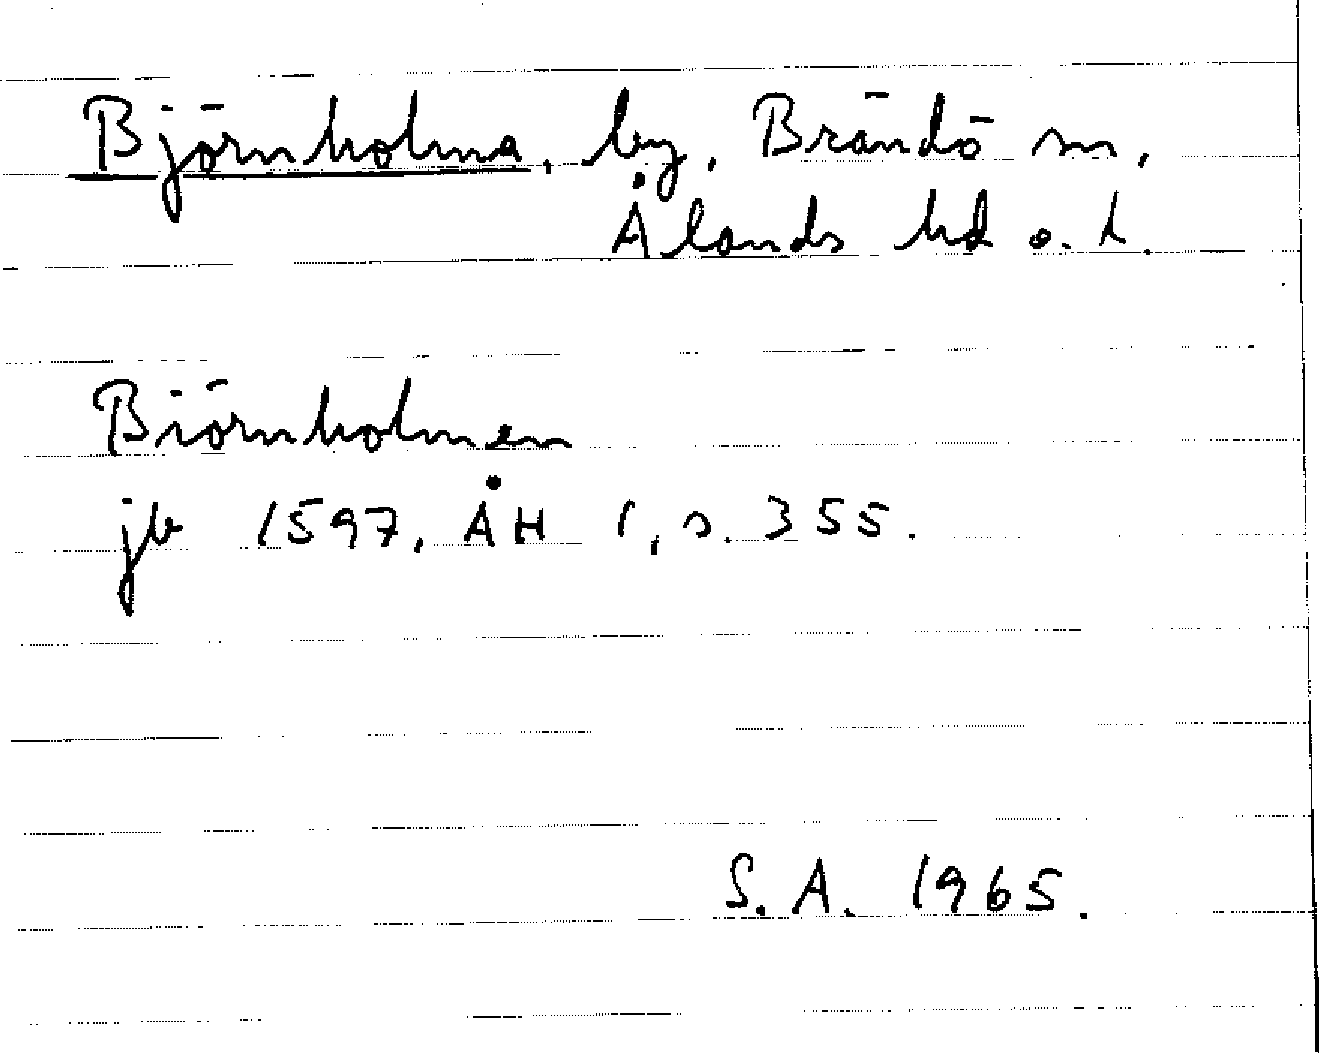 Björnholma, by, Brändö sn,
Ålands hd o. l.
Biörnholmen
jb 1597, ÅH 1, s. 355.
S.A. 1965.